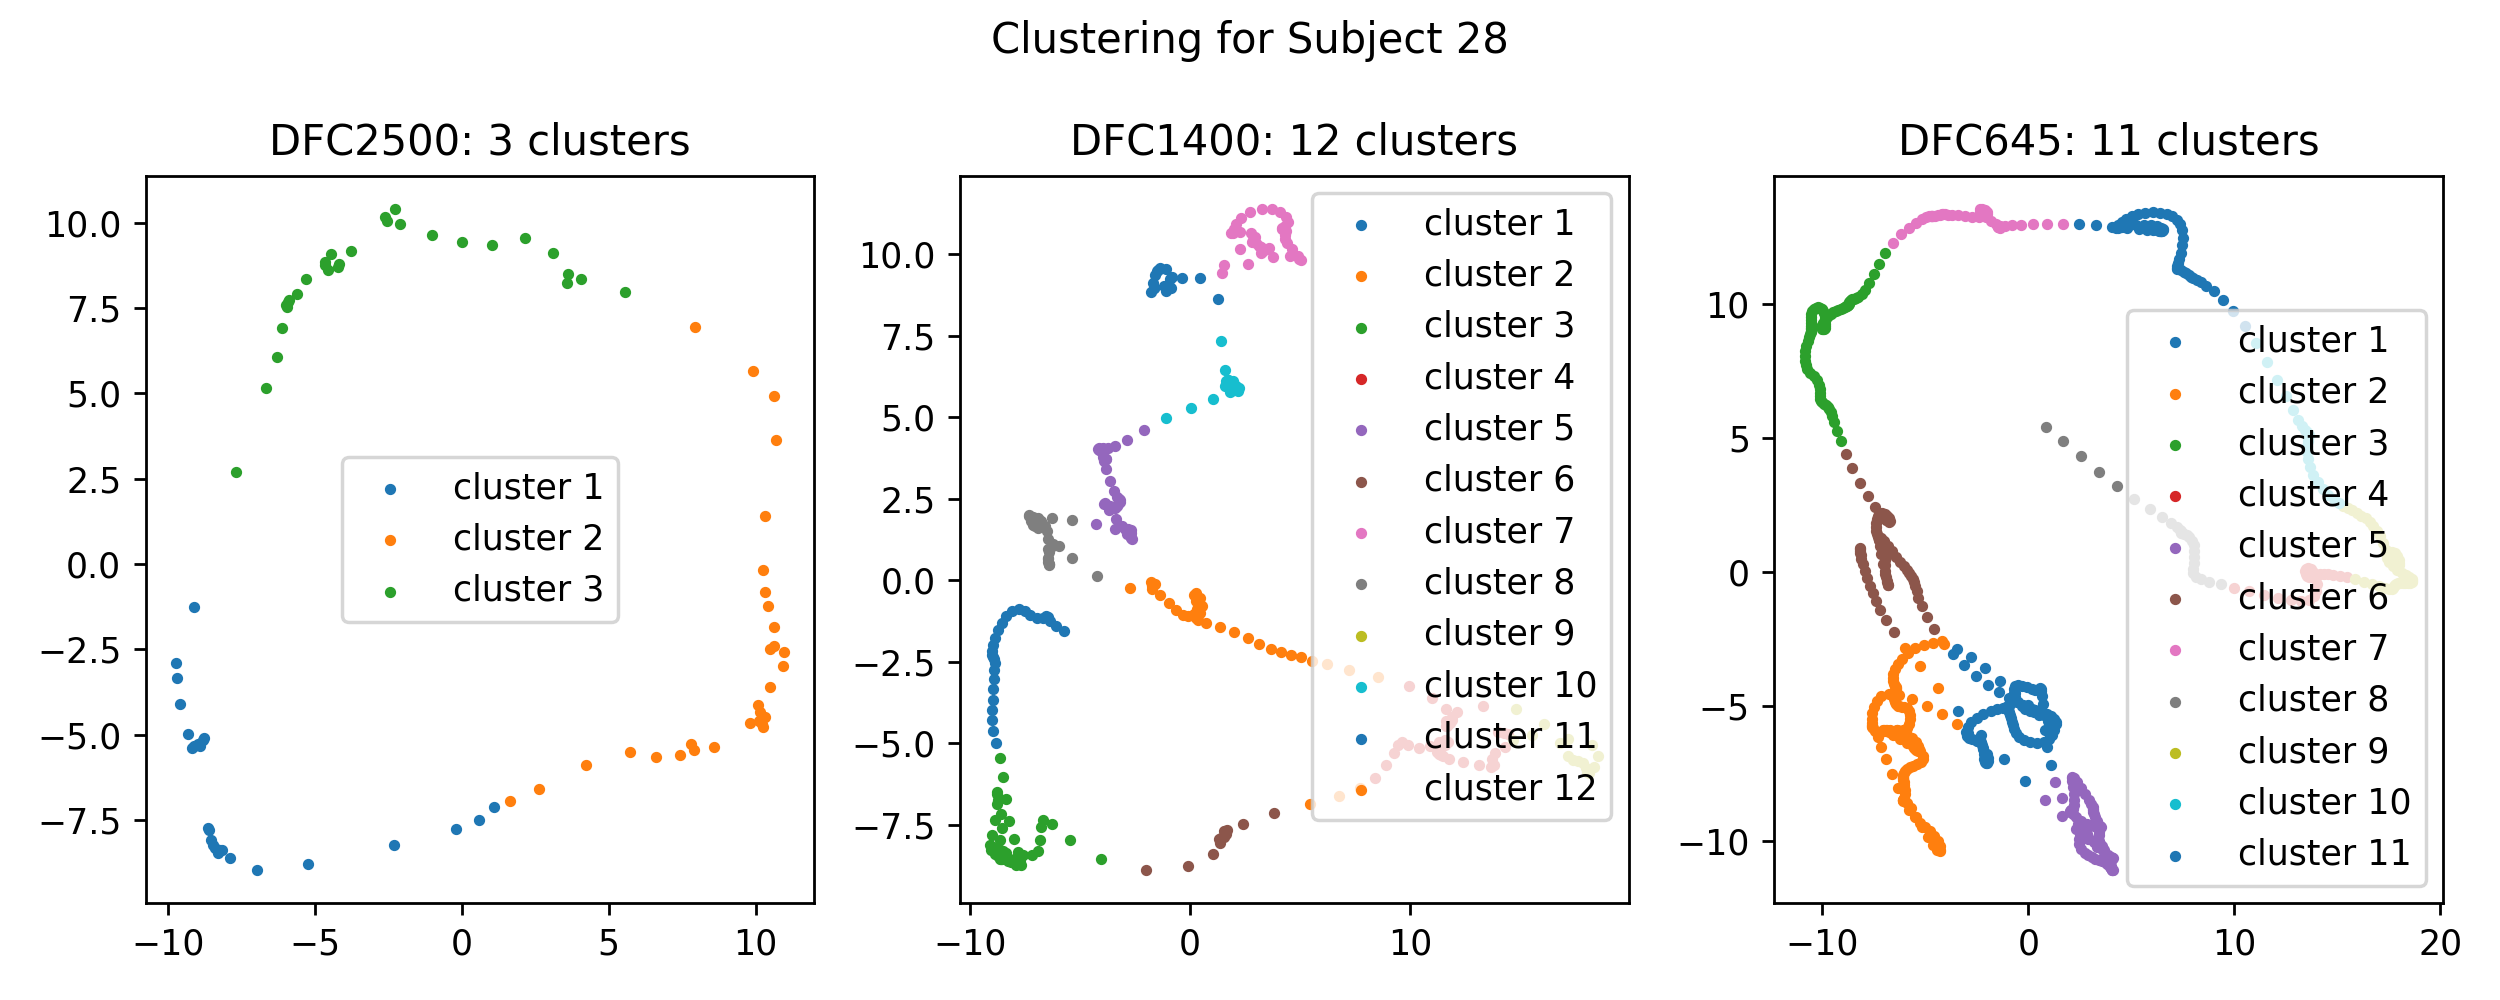 Clustering for Subject 28
DFC2500: 3 clusters
10.0
7.5
5.0
2.5
0.0
−2.5
−5.0
−7.5
−10
−5
0
5
10
cluster 1
cluster 2
cluster 3
DFC1400: 12 clusters
10.0
7.5
5.0
2.5
0.0
−2.5
−5.0
−7.5
−10
0
10
cluster 1
cluster 2
cluster 3
cluster 4
cluster 5
cluster 6
cluster 7
cluster 8
cluster 9
cluster 10
cluster 11
cluster 12
DFC645: 11 clusters
10
5
0
−5
−10
−10
0
10
20
cluster 1
cluster 2
cluster 3
cluster 4
cluster 5
cluster 6
cluster 7
cluster 8
cluster 9
cluster 10
cluster 11